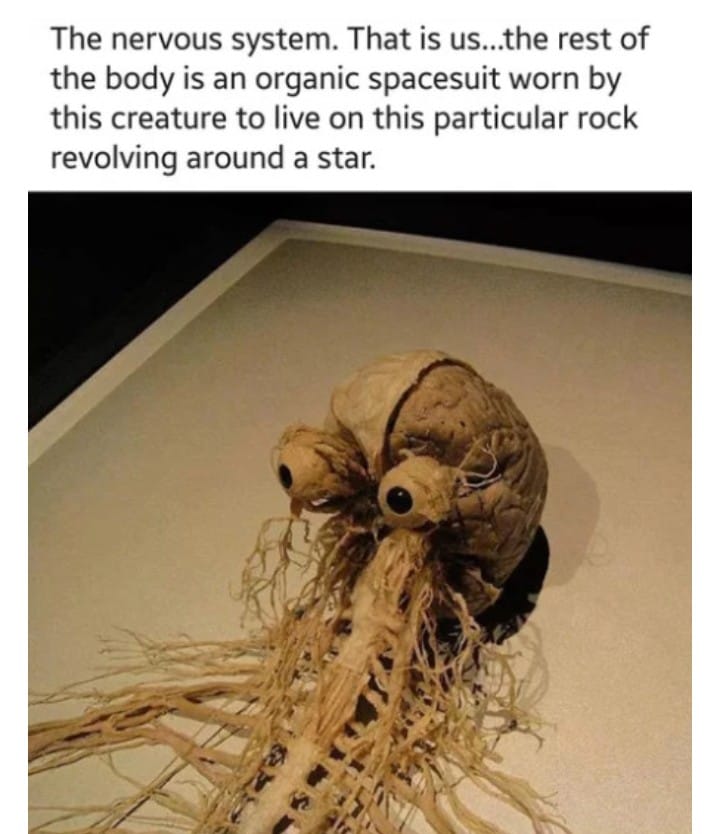 The nervous system. That is us...the rest of
the body is an organic spacesuit worn by
this creature to live on this particular rock
revolving around a star.